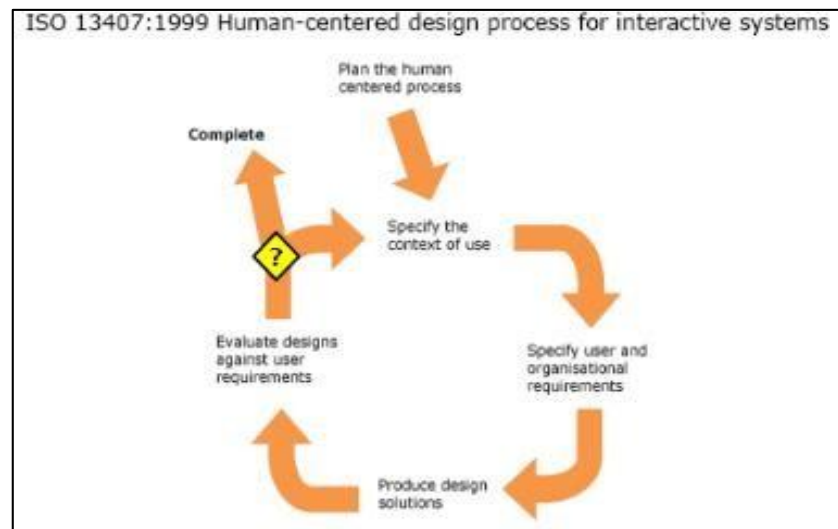 ISO 13407:1999 Human-centered design process for interactive systems
Plan the human
centered process
Complete
Specify the
context of use
?
Evaluate designs
against user
requirements
Specify user and
organisational
requirements
Produce design
solutions